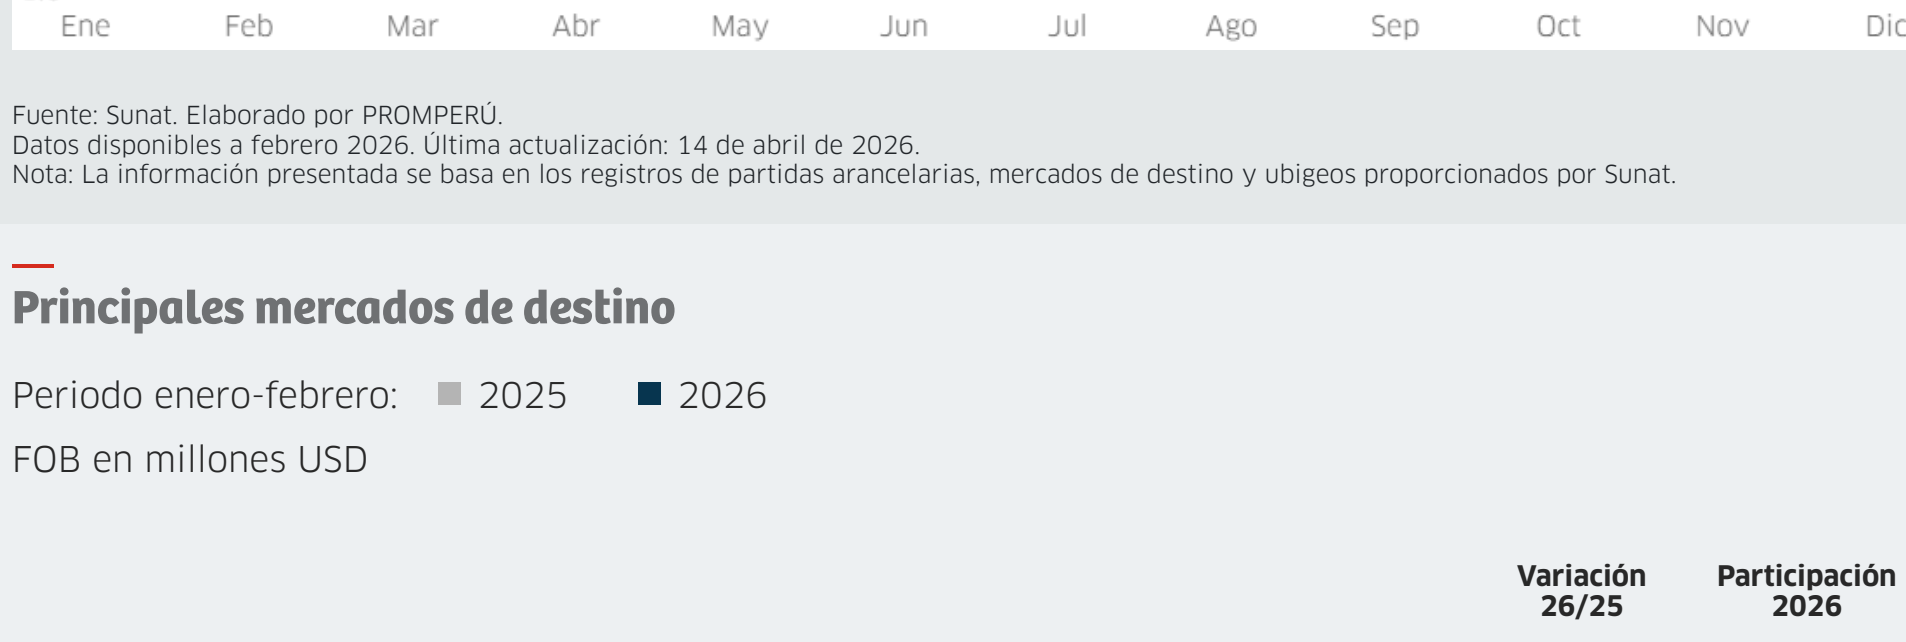 Ene Feb Mar Abr May Jun Jul Ago Sep Oct Nov Dic
Fuente: Sunat. Elaborado por PROMPERÚ.
Datos disponibles a febrero 2026. Última actualización: 14 de abril de 2026.
Nota: La información presentada se basa en los registros de partidas arancelarias, mercados de destino y ubigeos proporcionados por Sunat.
Principales mercados de destino
Periodo enero-febrero: 2025 2026
FOB en millones USD
Variación Participación
26/25 2026